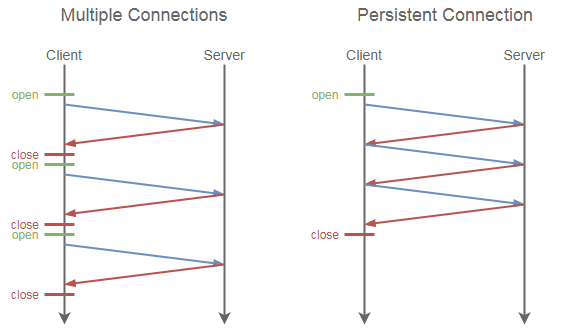 Multiple Connections
Client
Server
open
close
open
close
open
close
Persistent Connection
Client
Server
open
close